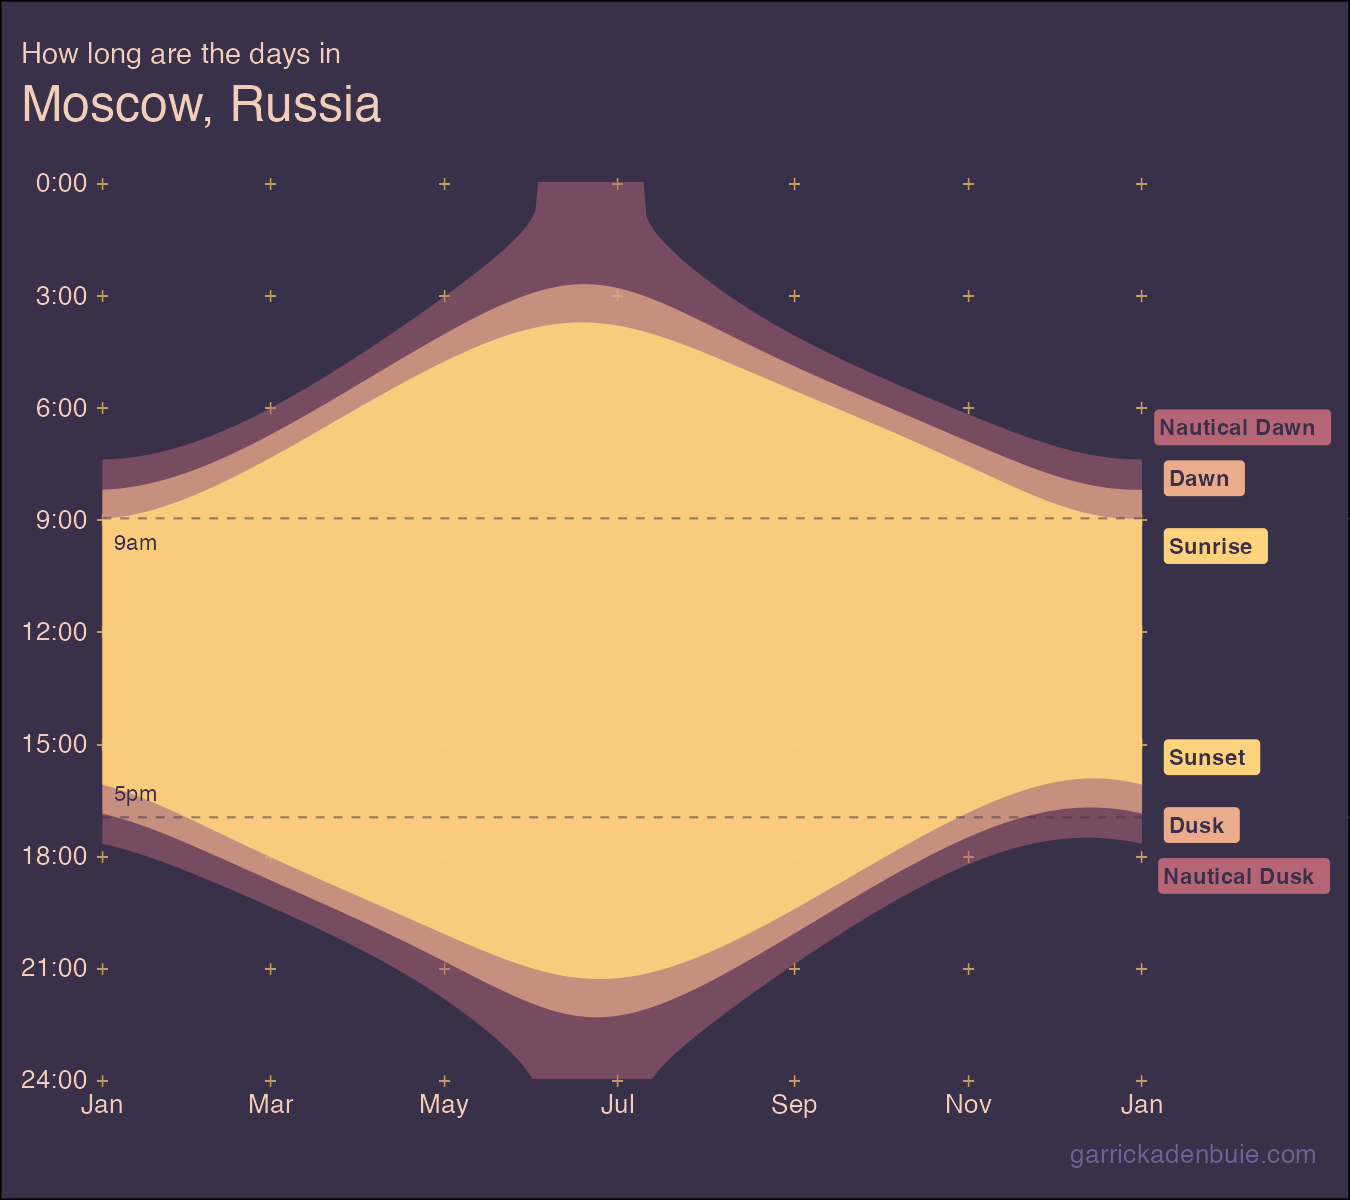 How long are the days in
Moscow, Russia
0:00
3:00
6:00
Nautical Dawn
Dawn
9:00
9am
Sunrise
12:00
15:00
Sunset
5pm
Dusk
18:00
Nautical Dusk
21:00
24:00
Jan Mar May Jul Sep Nov Jan
garrickadenbuie.com